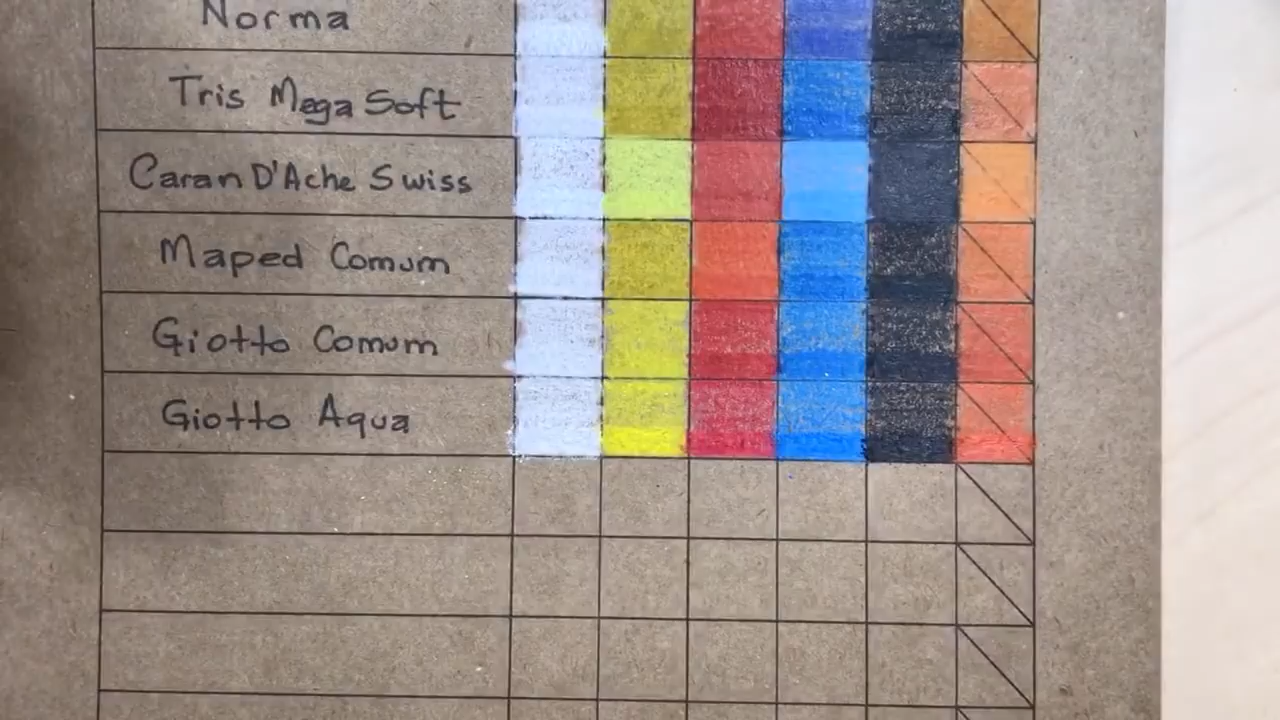 Norma
Tris Mega Soft
Caran D'Ache Swiss
Maped Comum
Giotto Comum
Giotto Aqua